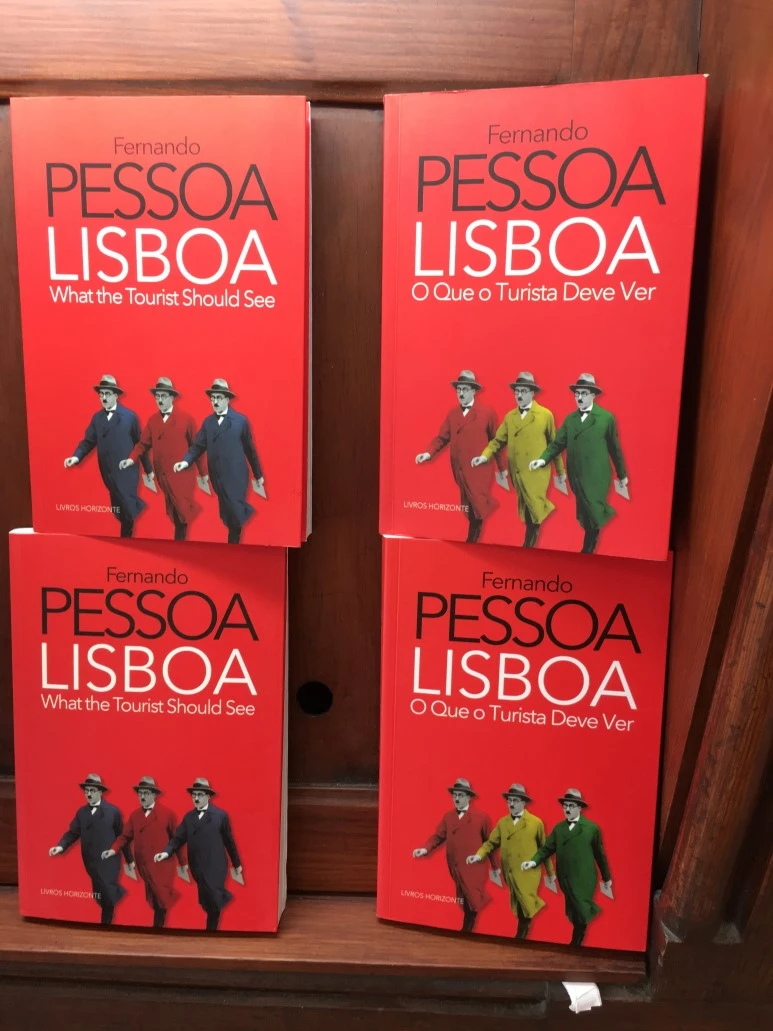 Fernando
PESSOA
LISBOA
What the Tourist Should See
LIVROS HORIZONTE
Fernando
PESSOA
LISBOA
O Que o Turista Deve Ver
LIVROS HORIZONTE
Fernando
PESSOA
LISBOA
What the Tourist Should See
LIVROS HORIZONTE
Fernando
PESSOA
LISBOA
O Que o Turista Deve Ver
LIVROS HORIZONTE